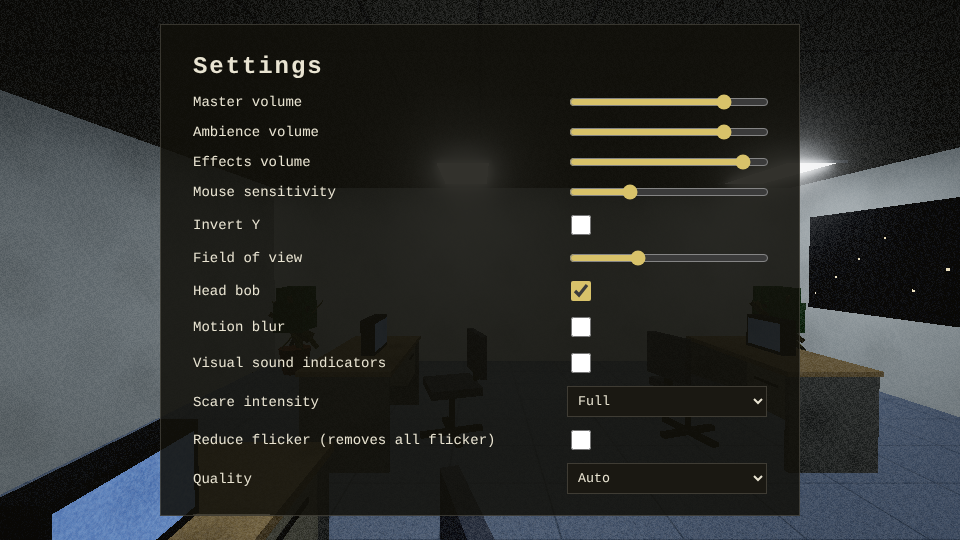 Settings
Master volume
Ambience volume
Effects volume
Mouse sensitivity
Invert Y
Field of view
Head bob
Motion blur
Visual sound indicators
Scare intensity Full
Reduce flicker (removes all flicker)
Quality Auto